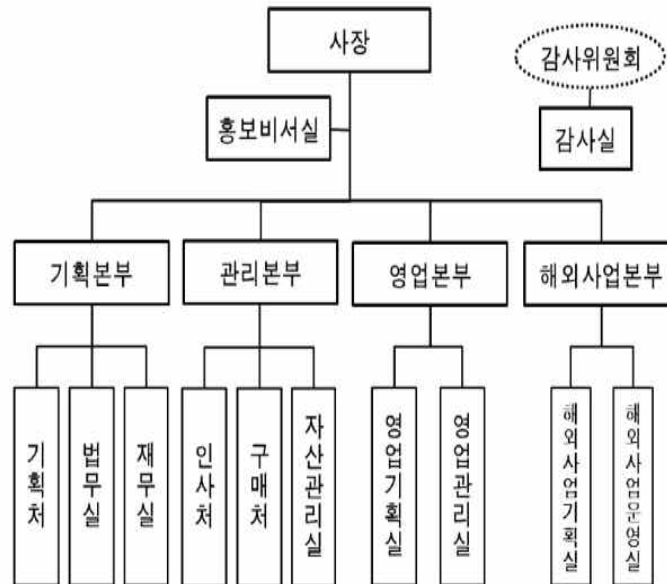 사장
감사위원회
홍보비서실
감사실
기획본부
관리본부
영업본부
해외사업본부
기획처
법무실
재무실
인사처
구매처
자산관리실
영업기획실
영업관리실
해외사업기획실
해외사업운영실